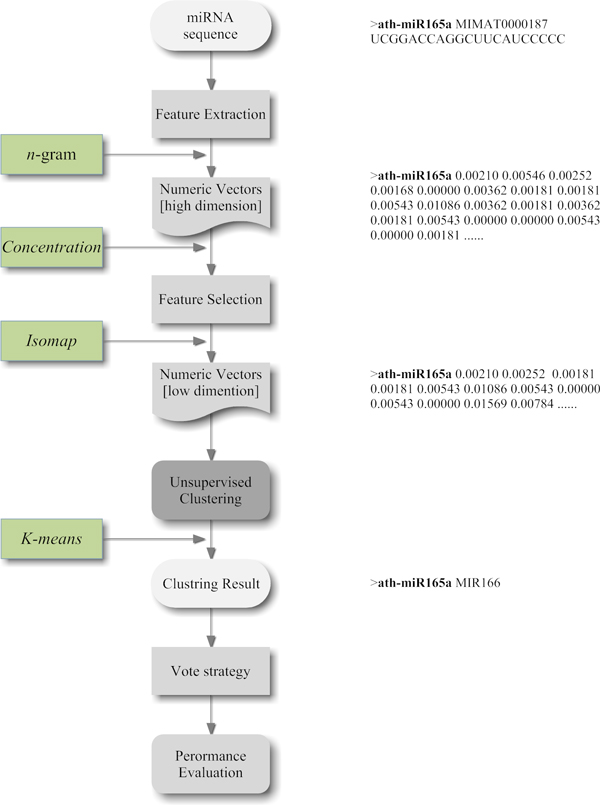 miRNA
sequence
>ath-miR165a MIMAT0000187
UCGGACCAGGCUUCAUCCCCC
Feature Extraction
n-gram
Numeric Vectors
[high dimension]
>ath-miR165a 0.00210 0.00546 0.00252
0.00168 0.00000 0.00362 0.00181 0.00181
0.00543 0.01086 0.00362 0.00181 0.00362
0.00181 0.00543 0.00000 0.00000 0.00543
0.00000 0.00181 ......
Concentration
Feature Selection
Isomap
Numeric Vectors
[low dimention]
>ath-miR165a 0.00210 0.00252 0.00181
0.00181 0.00543 0.01086 0.00543 0.00000
0.00543 0.00000 0.01569 0.00784 ......
Unsupervised
Clustering
K-means
Clustring Result
>ath-miR165a MIR166
Vote strategy
Perormance
Evaluation